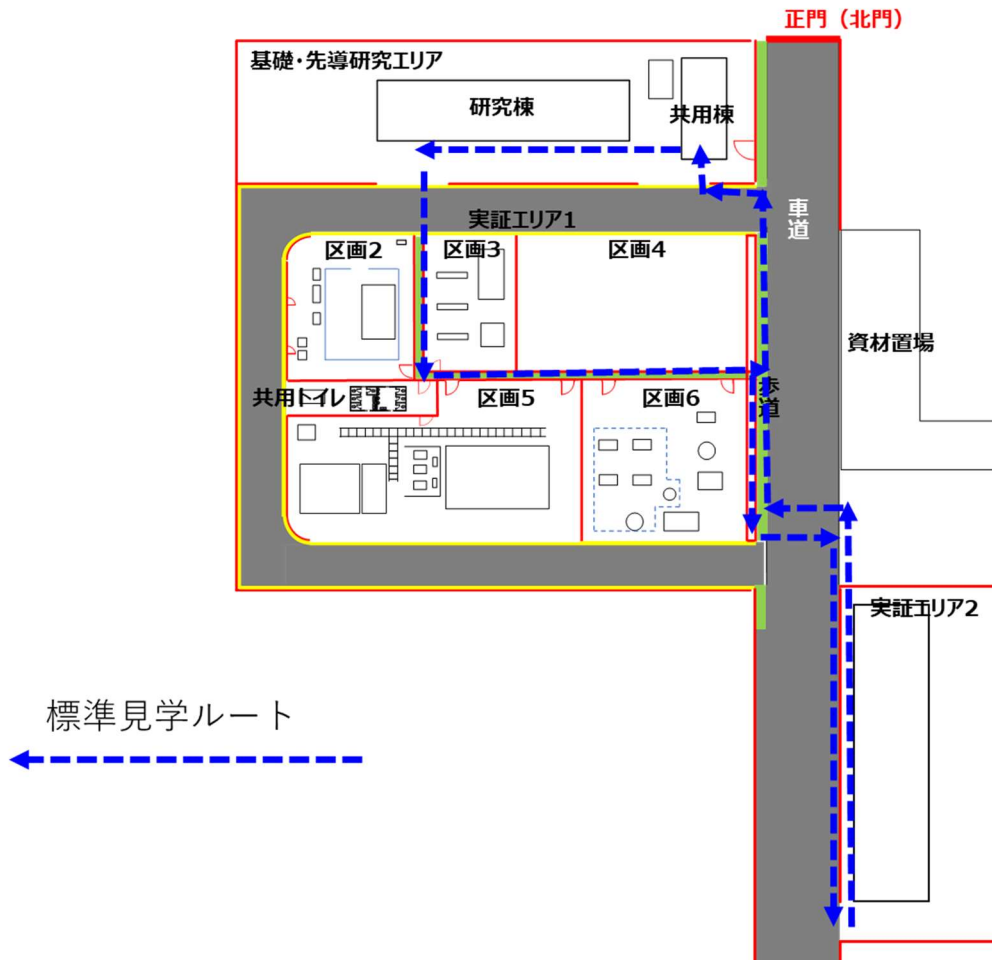 正門（北門）
基礎・先導研究エリア
研究棟
共用棟
車道
実証エリア1
区画2
区画3
区画4
資材置場
共用トイレ
区画5
区画6
歩道
実証エリア2
標準見学ルート